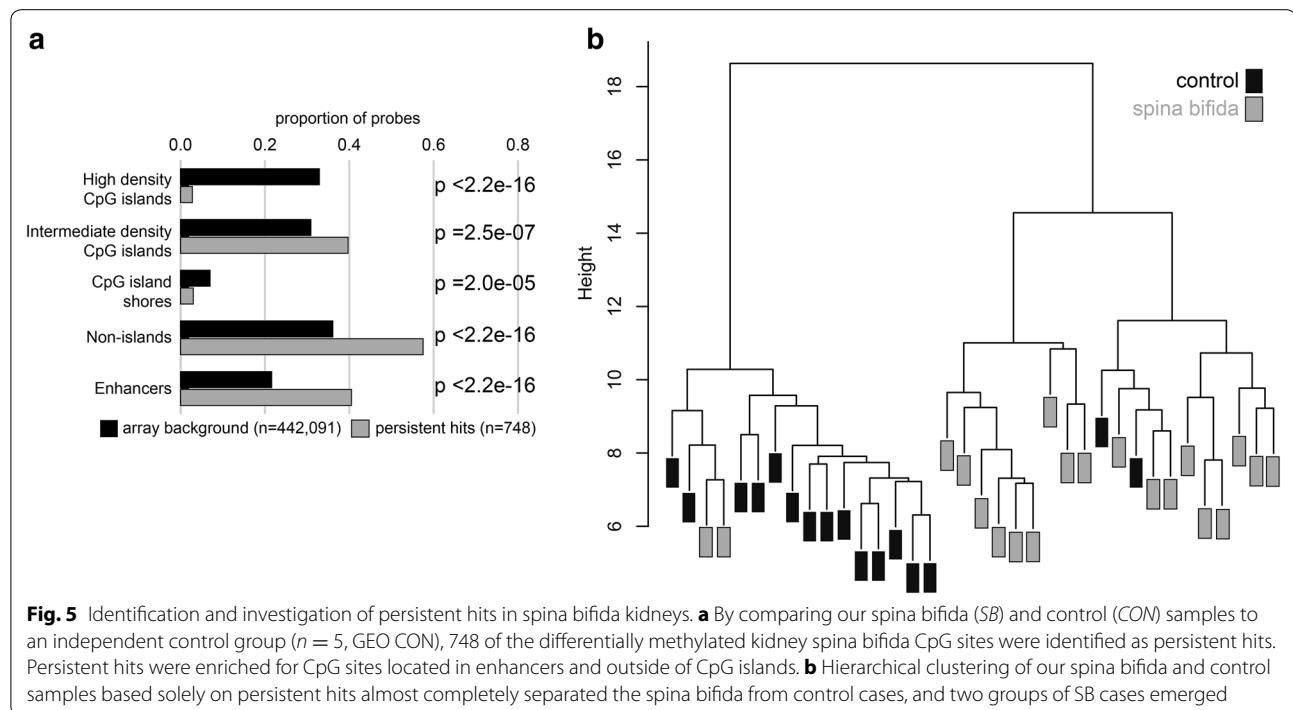 a
proportion of probes
0.0 0.2 0.4 0.6 0.8
High density
CpG islands
p <2.2e-16
Intermediate density
CpG islands
p =2.5e-07
CpG island
shores
p =2.0e-05
Non-islands
p <2.2e-16
Enhancers
p <2.2e-16
array background (n=442,091) persistent hits (n=748)
b
control
spina bifida
Height
18
16
14
12
10
8
6
Fig. 5 Identification and investigation of persistent hits in spina bifida kidneys. a By comparing our spina bifida (SB) and control (CON) samples to
an independent control group (n = 5, GEO CON), 748 of the differentially methylated kidney spina bifida CpG sites were identified as persistent hits.
Persistent hits were enriched for CpG sites located in enhancers and outside of CpG islands. b Hierarchical clustering of our spina bifida and control
samples based solely on persistent hits almost completely separated the spina bifida from control cases, and two groups of SB cases emerged